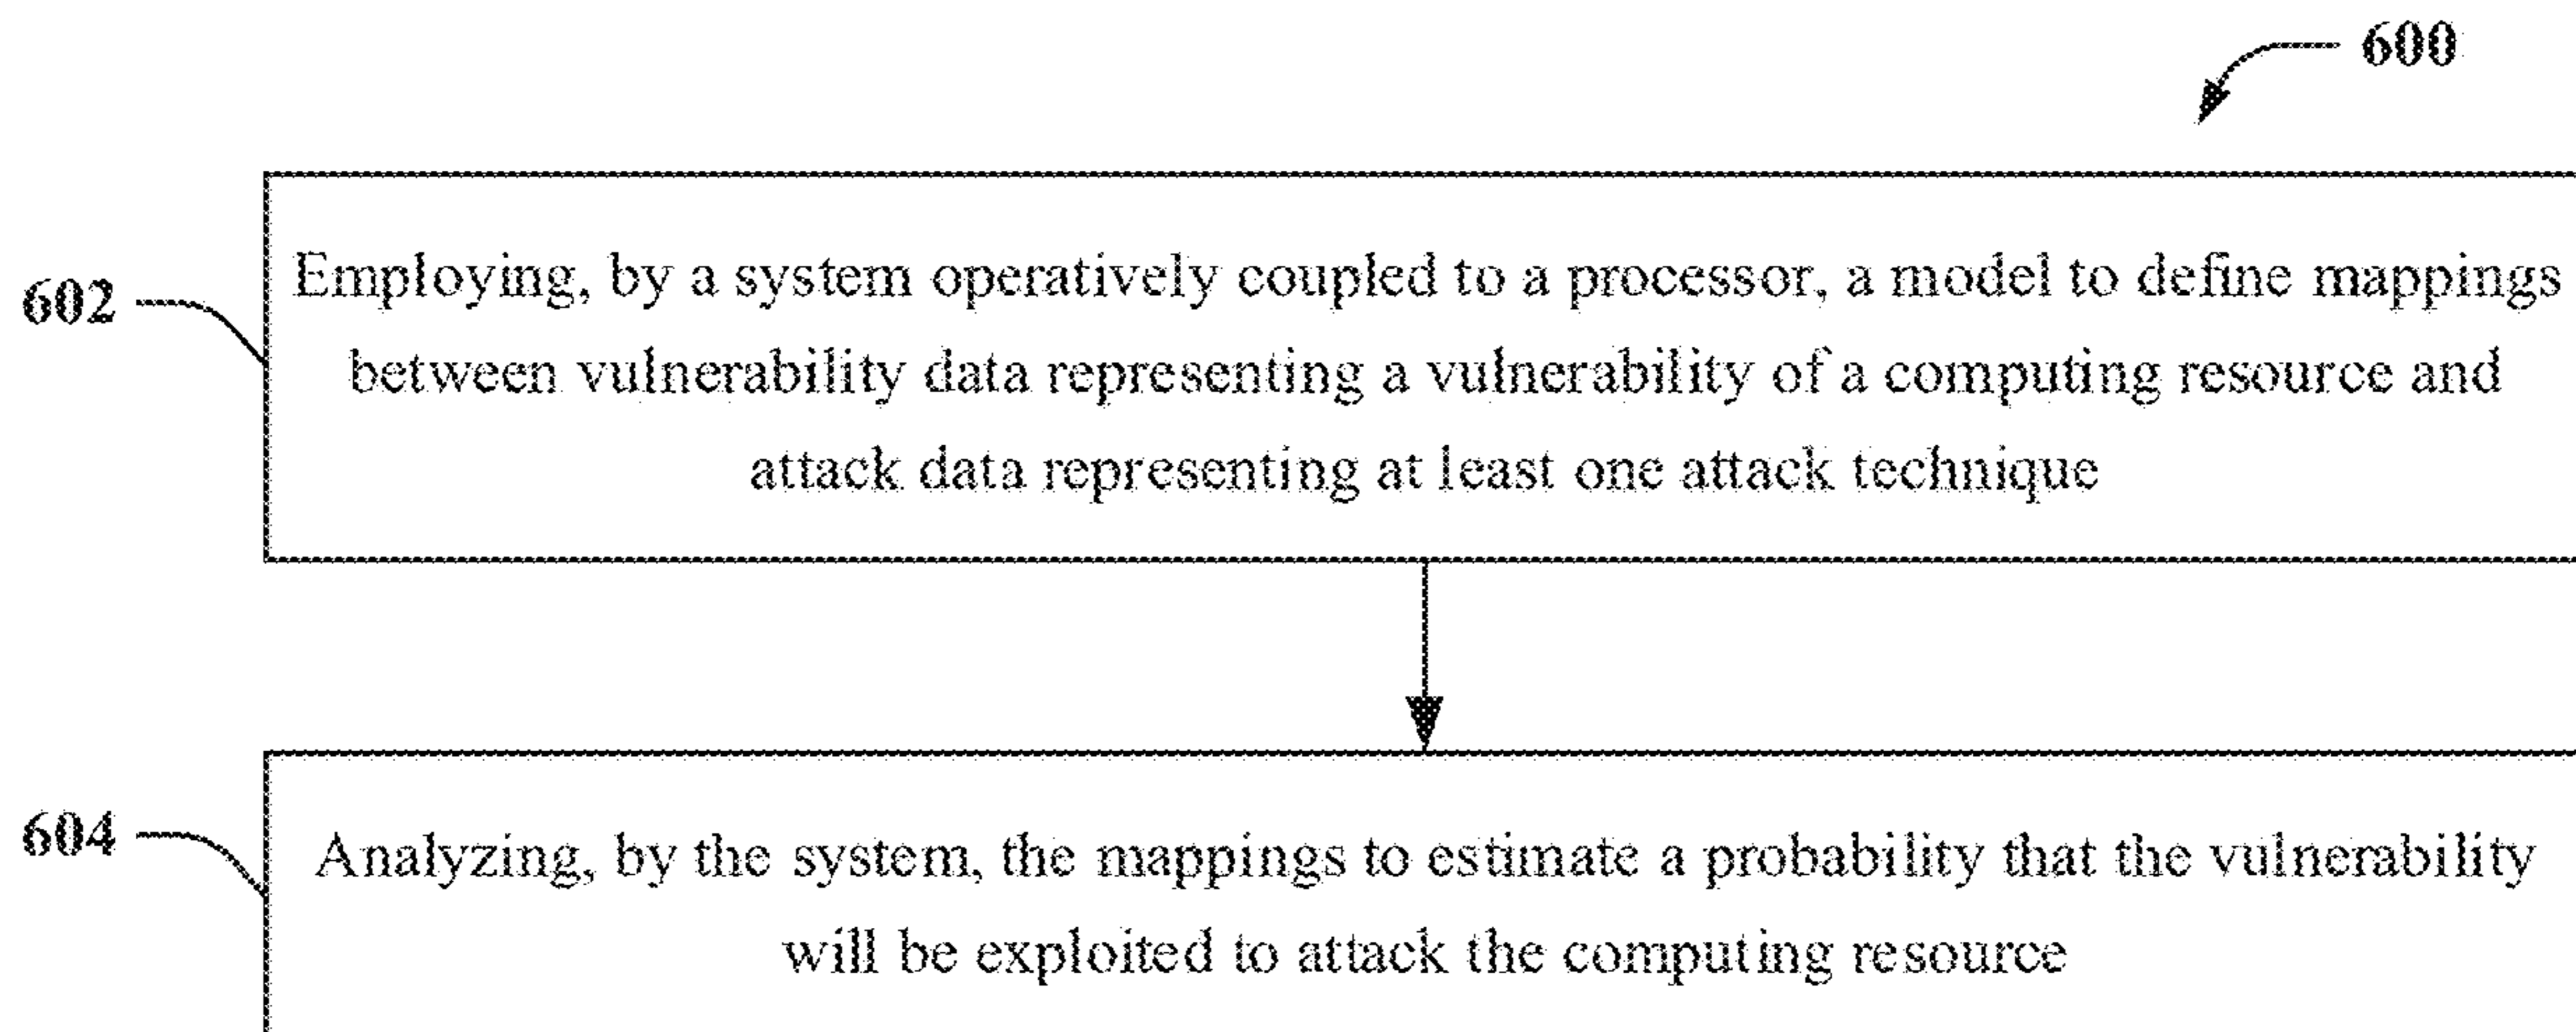 600
602
Employing, by a system operatively coupled to a processor, a model to define mappings
between vulnerability data representing a vulnerability of a computing resource and
attack data representing at least one attack technique
604
Analyzing, by the system, the mappings to estimate a probability that the vulnerability
will be exploited to attack the computing resource